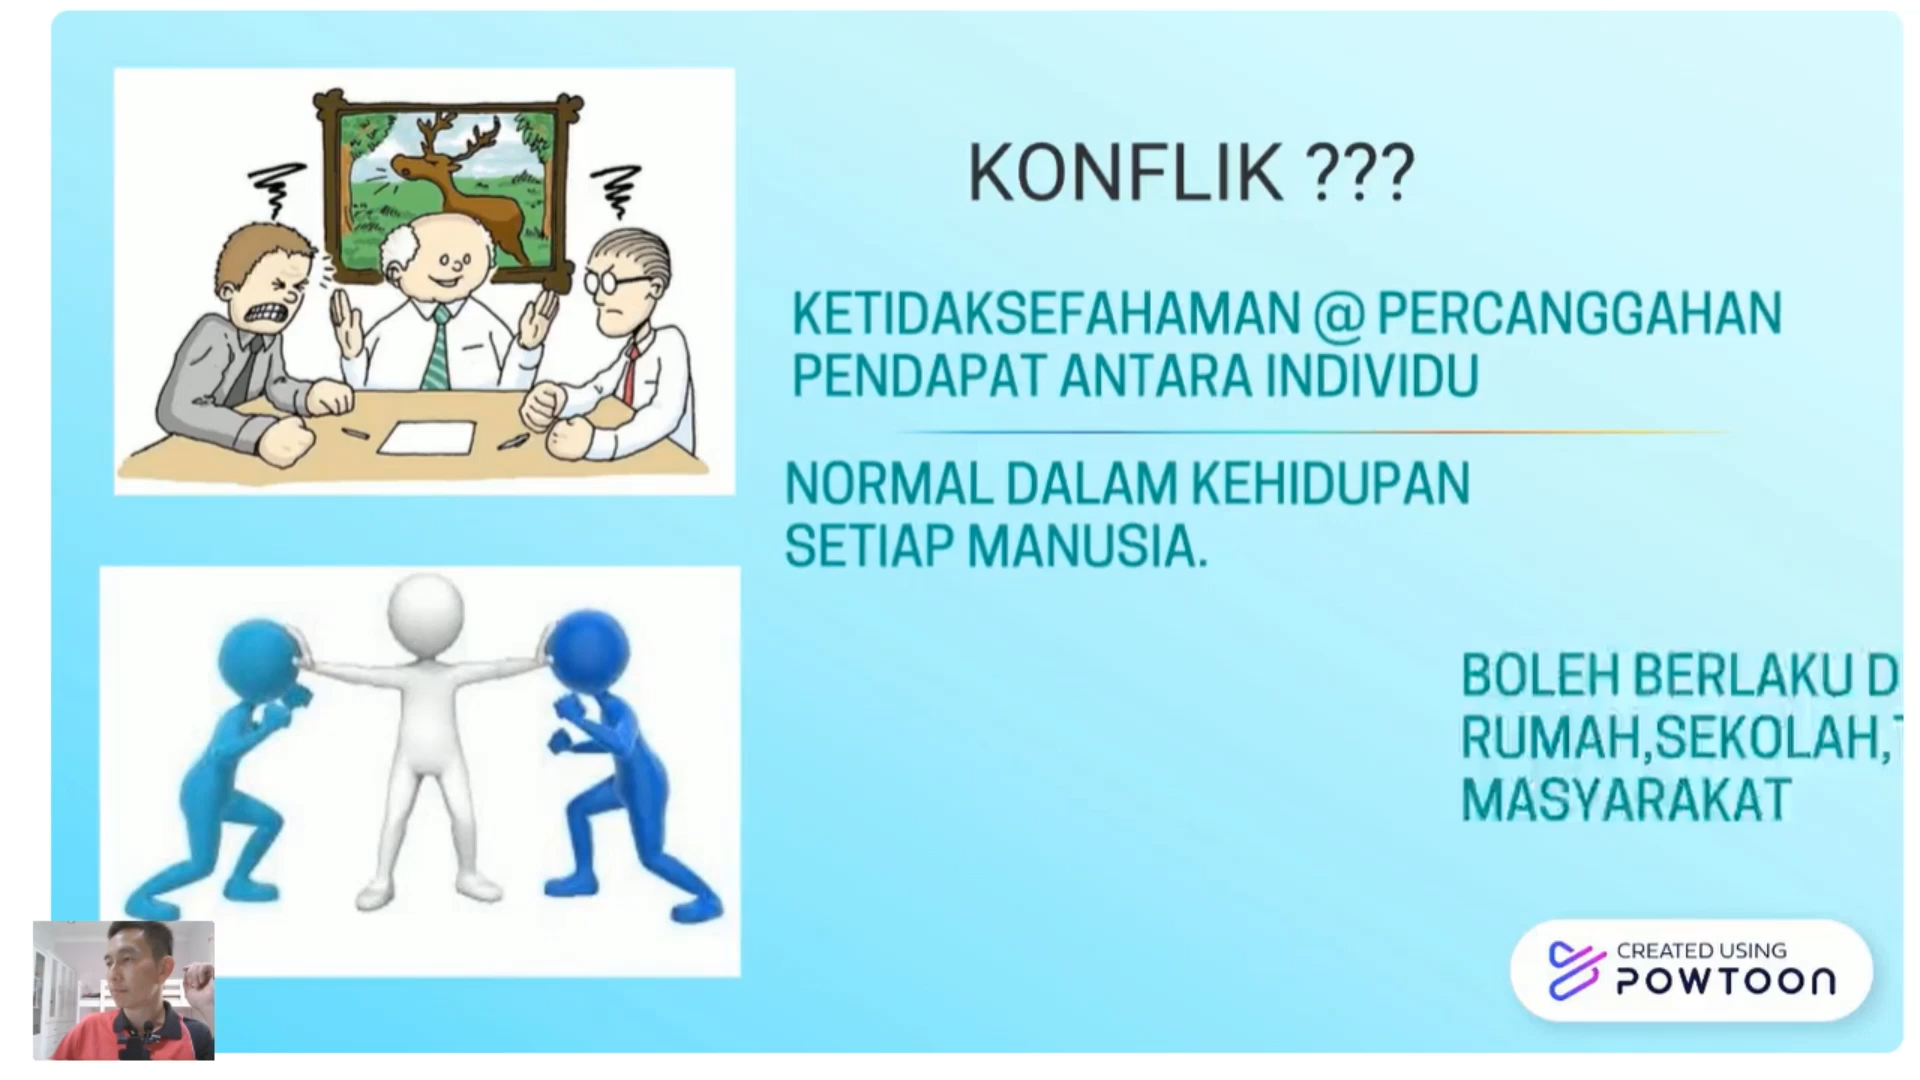 KONFLIK ???
KETIDAKSEFAHAMAN @ PERCANGGAHAN
PENDAPAT ANTARA INDIVIDU
NORMAL DALAM KEHIDUPAN
SETIAP MANUSIA.
BOLEH BERLAKU
RUMAH,SEKOLAH,
MASYARAKAT
CREATED USING
POWTOON